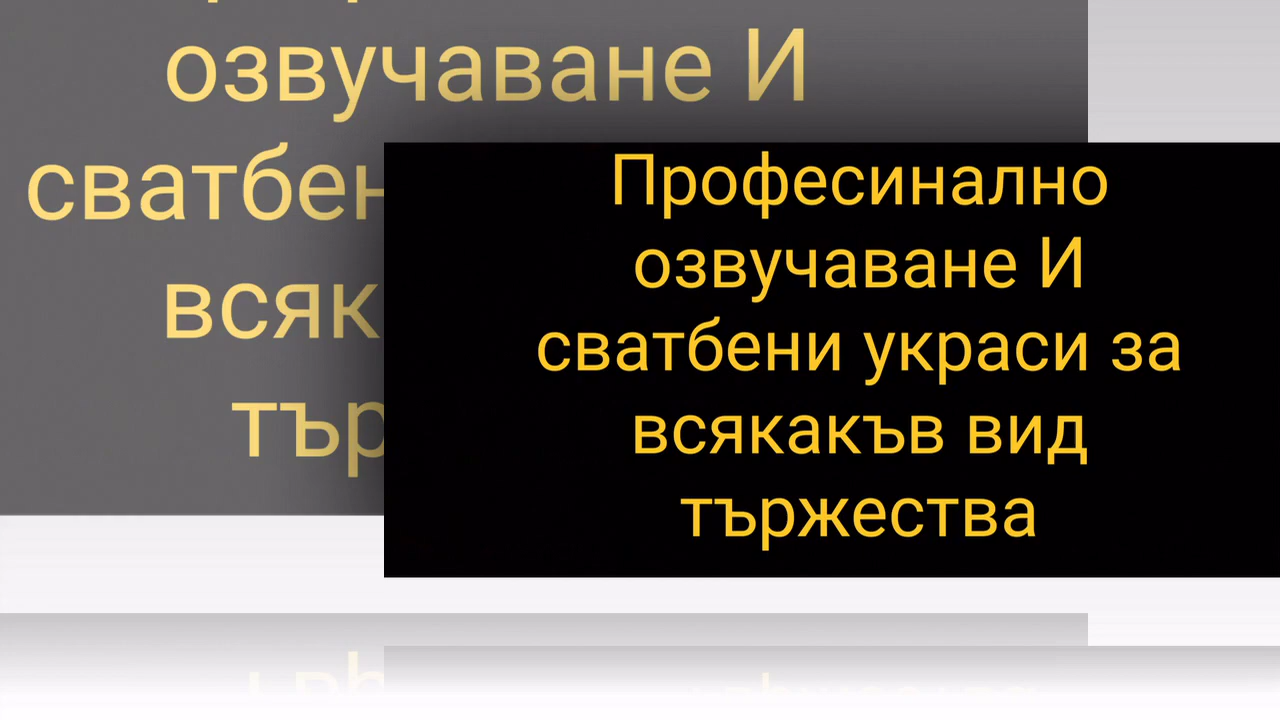 озвучаване И
сватбен
всяк
тър
Професинално
озвучаване И
сватбени украси за
всякакъв вид
тържества